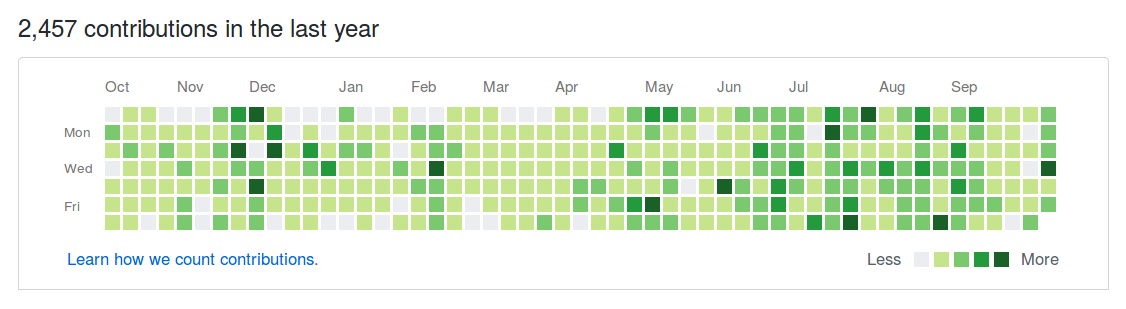 2,457 contributions in the last year
Oct Nov Dec Jan Feb Mar Apr May Jun Jul Aug Sep
Mon
Wed
Fri
Learn how we count contributions. Less More